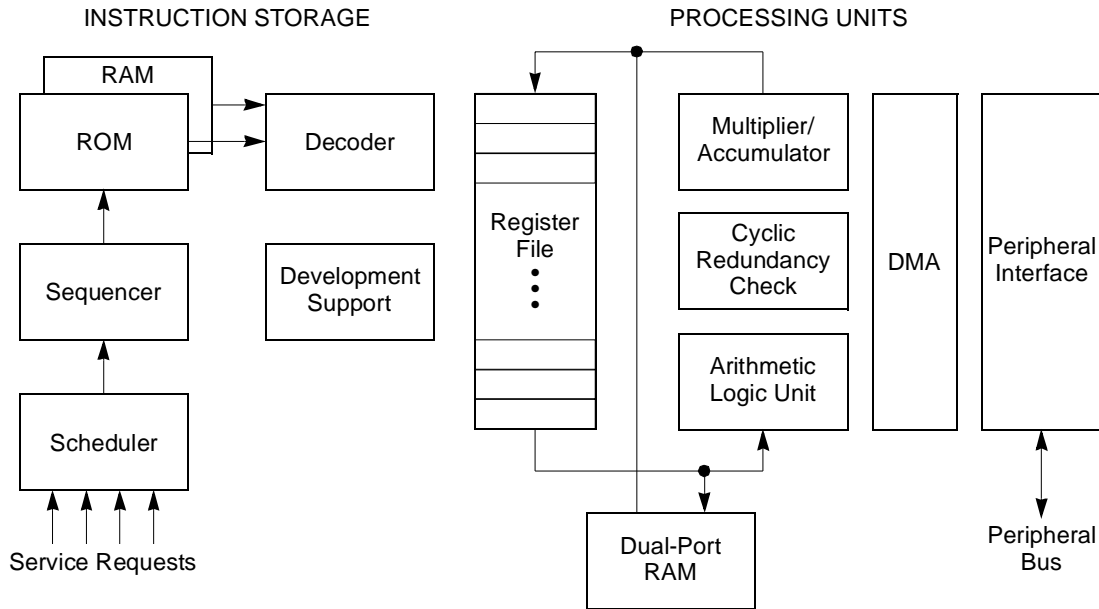 INSTRUCTION STORAGE
PROCESSING UNITS
RAM
ROM
Decoder
Sequencer
Development
Support
Scheduler
Service Requests
Register
File
Multiplier/
Accumulator
Cyclic
Redundancy
Check
Arithmetic
Logic Unit
DMA
Peripheral
Interface
Dual-Port
RAM
Peripheral
Bus